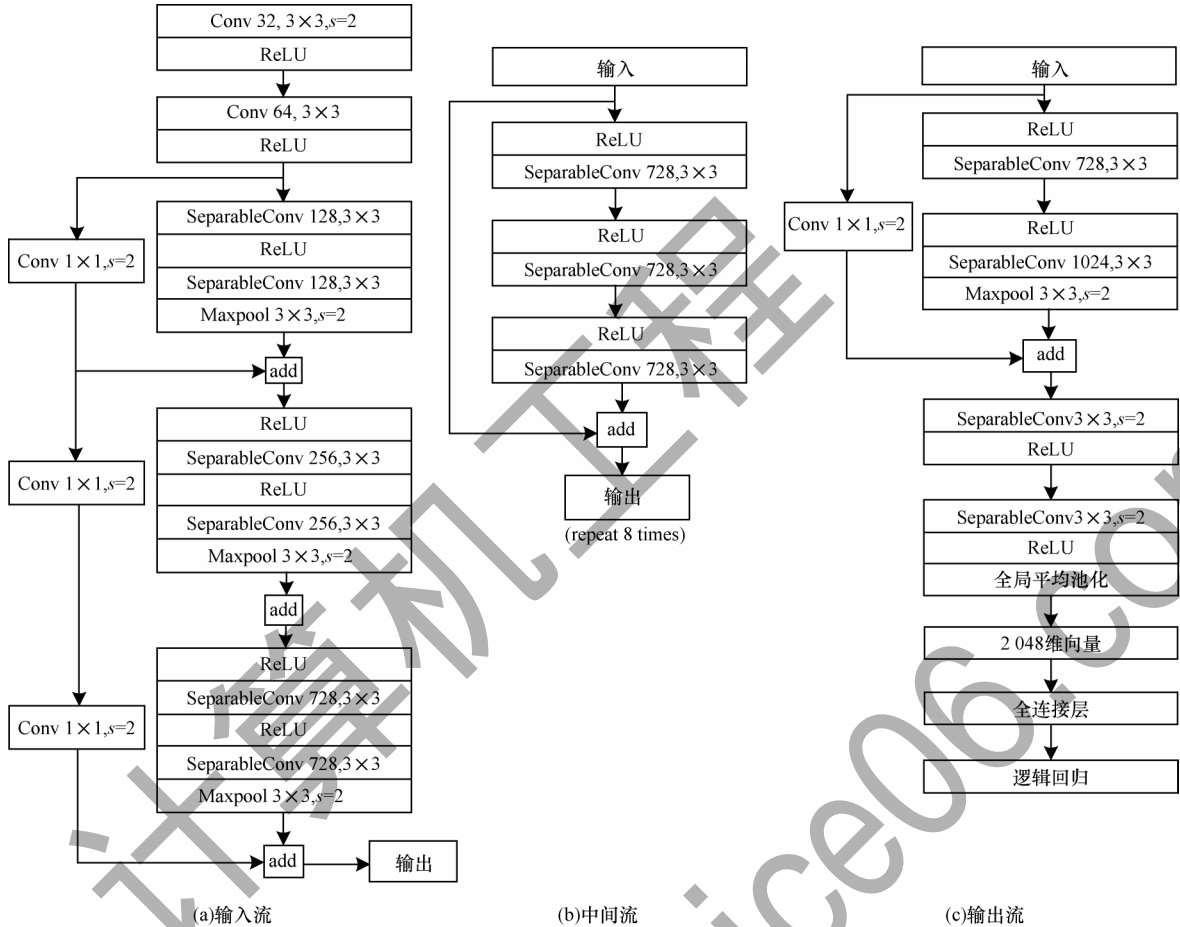 Conv 32, 3×3,s=2
ReLU
Conv 64, 3×3
ReLU
SeparableConv 128,3×3
ReLU
SeparableConv 128,3×3
Maxpool 3×3,s=2
Conv 1×1,s=2
add
ReLU
SeparableConv 256,3×3
ReLU
SeparableConv 256,3×3
Maxpool 3×3,s=2
Conv 1×1,s=2
add
ReLU
SeparableConv 728,3×3
ReLU
SeparableConv 728,3×3
Maxpool 3×3,s=2
Conv 1×1,s=2
add
输出
(a)输入流
输入
ReLU
SeparableConv 728,3×3
ReLU
SeparableConv 728,3×3
ReLU
SeparableConv 728,3×3
add
输出
(repeat 8 times)
(b)中间流
输入
ReLU
SeparableConv 728,3×3
Conv 1×1,s=2
ReLU
SeparableConv 1024,3×3
Maxpool 3×3,s=2
add
SeparableConv3×3,s=2
ReLU
SeparableConv3×3,s=2
ReLU
全局平均池化
2 048维向量
全连接层
逻辑回归
(c)输出流
计算机工程
ice06.co